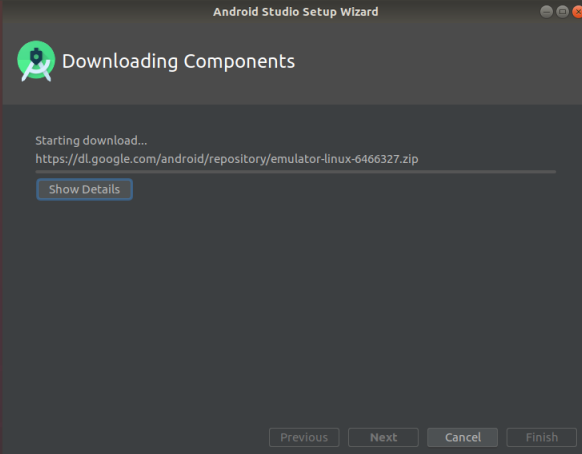 Android Studio Setup Wizard
Downloading Components
Starting download...
https://dl.google.com/android/repository/emulator-linux-6466327.zip
Show Details
Previous Next Cancel Finish